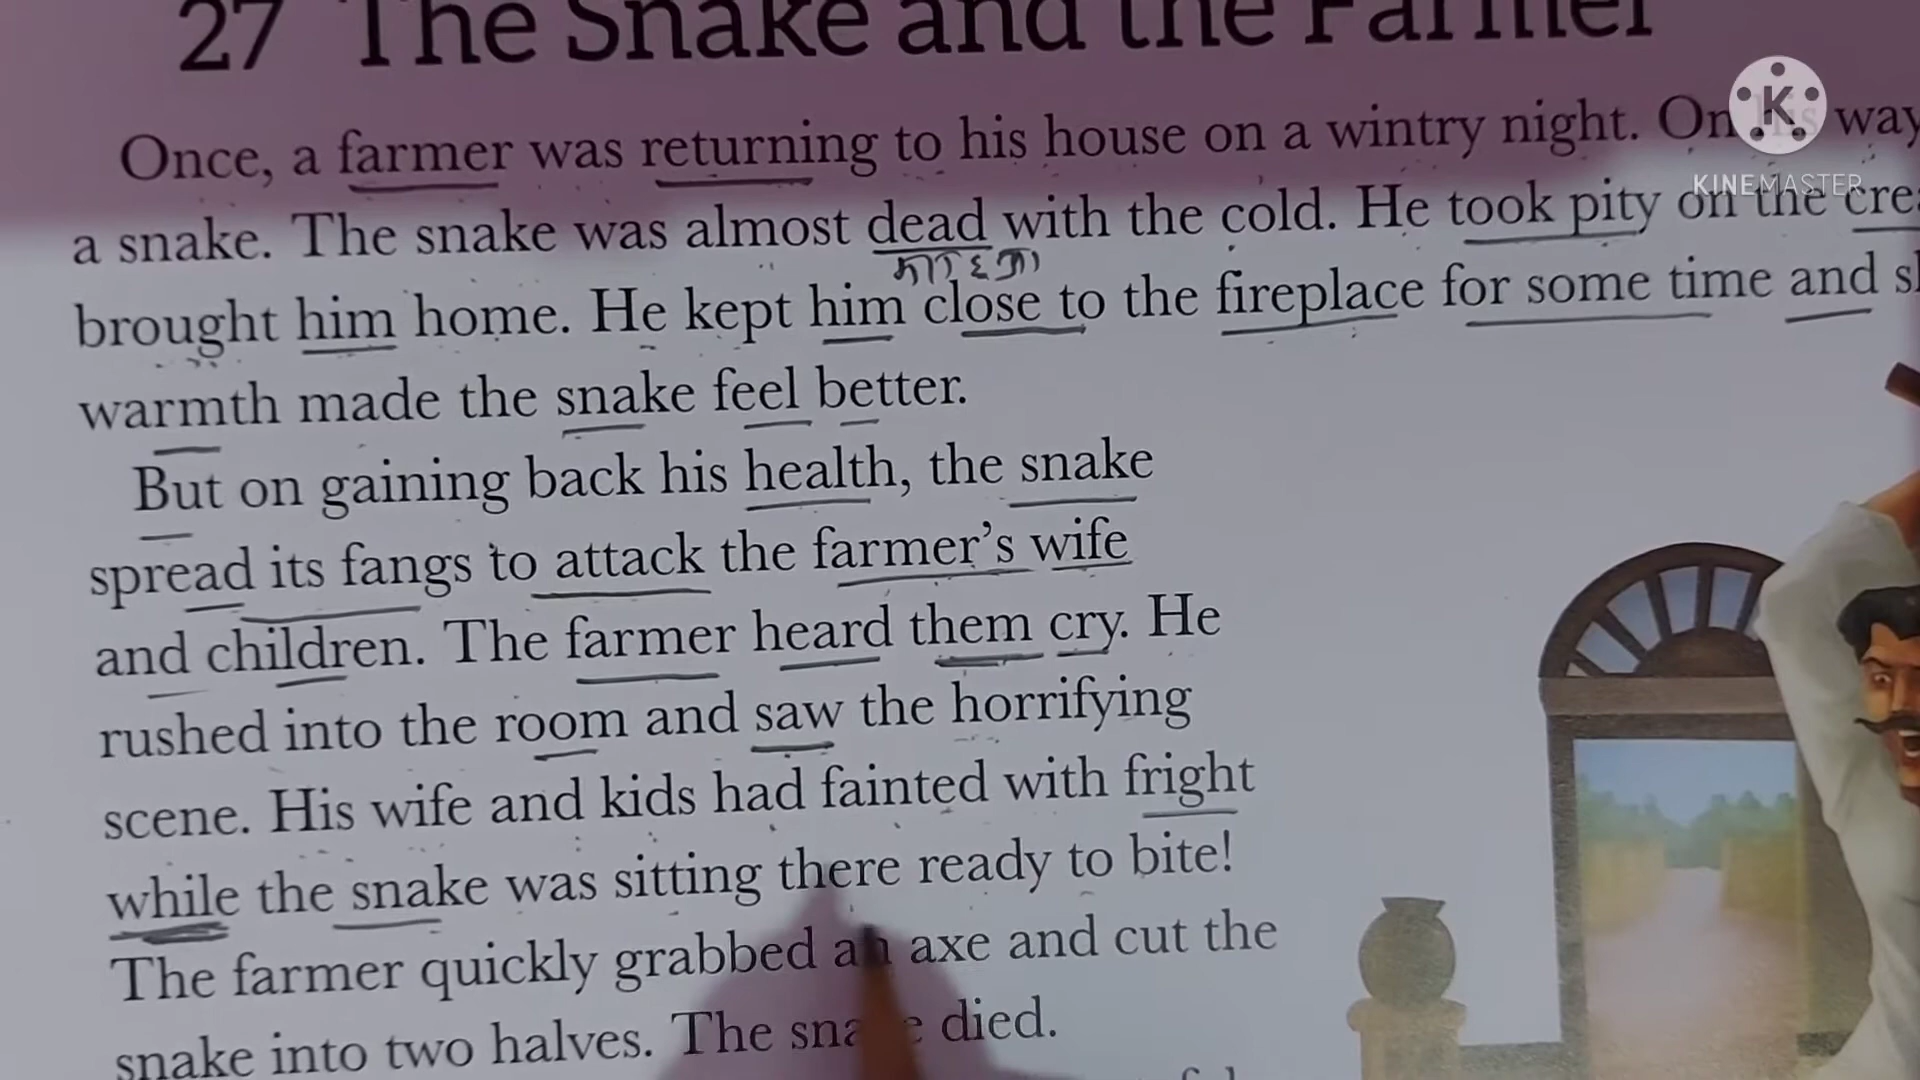 27 The Snake and the Farmer
Once, a farmer was returning to his house on a wintry night. On his way
a snake. The snake was almost dead with the cold. He took pity on the
brought him home. He kept him close to the fireplace for some time and
warmth made the snake feel better.
But on gaining back his health, the snake
spread its fangs to attack the farmer's wife
and children. The farmer heard them cry. He
rushed into the room and saw the horrifying
scene. His wife and kids had fainted with fright
while the snake was sitting there ready to bite!
The farmer quickly grabbed an axe and cut the
snake into two halves. The snake died.
K
KINEMASTER